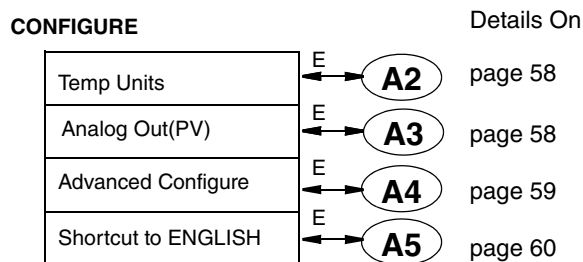 CONFIGURE Details On
Temp Units E A2 page 58
Analog Out(PV) E A3 page 58
Advanced Configure E A4 page 59
Shortcut to ENGLISH E A5 page 60